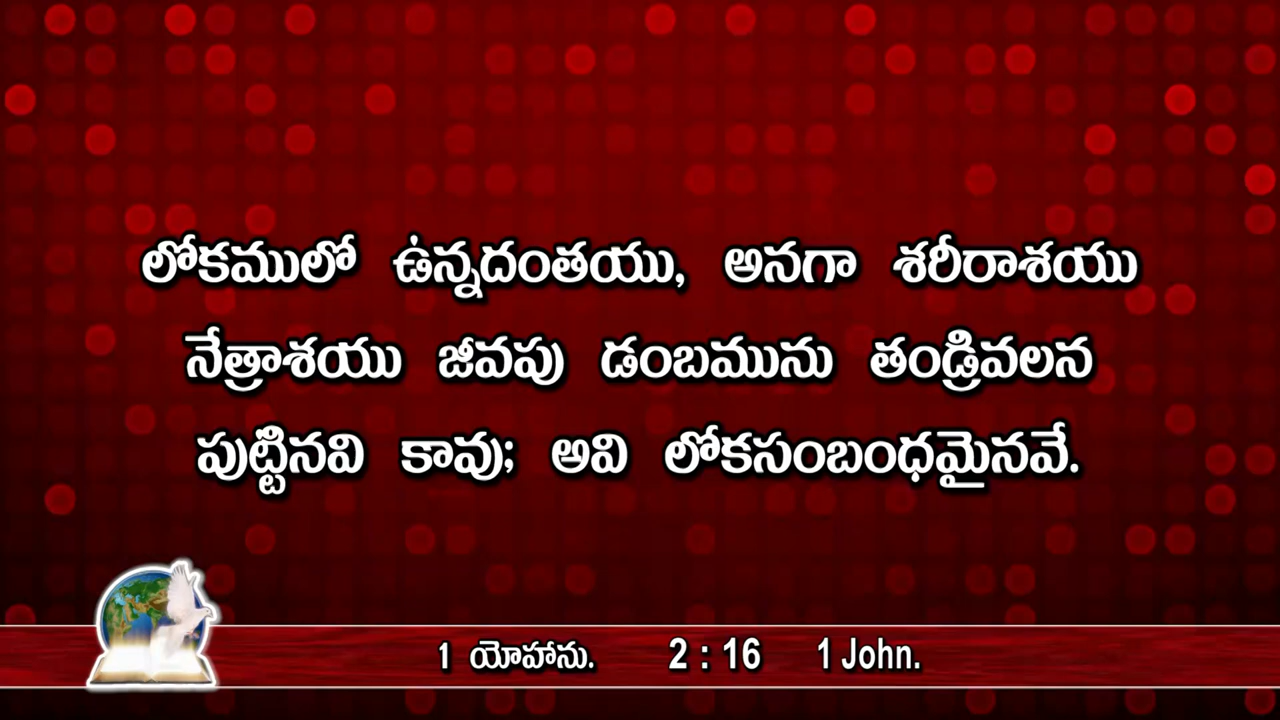 లోకములో ఉన్నదంతయు, అనగా శరీరాశయు
నేత్రాశయు జీవపు డంబమును తండ్రివలన
పుట్టినవి కావు; అవి లోకసంబంధమైనవే.
1 యోహాను. 2 : 16 1 John.